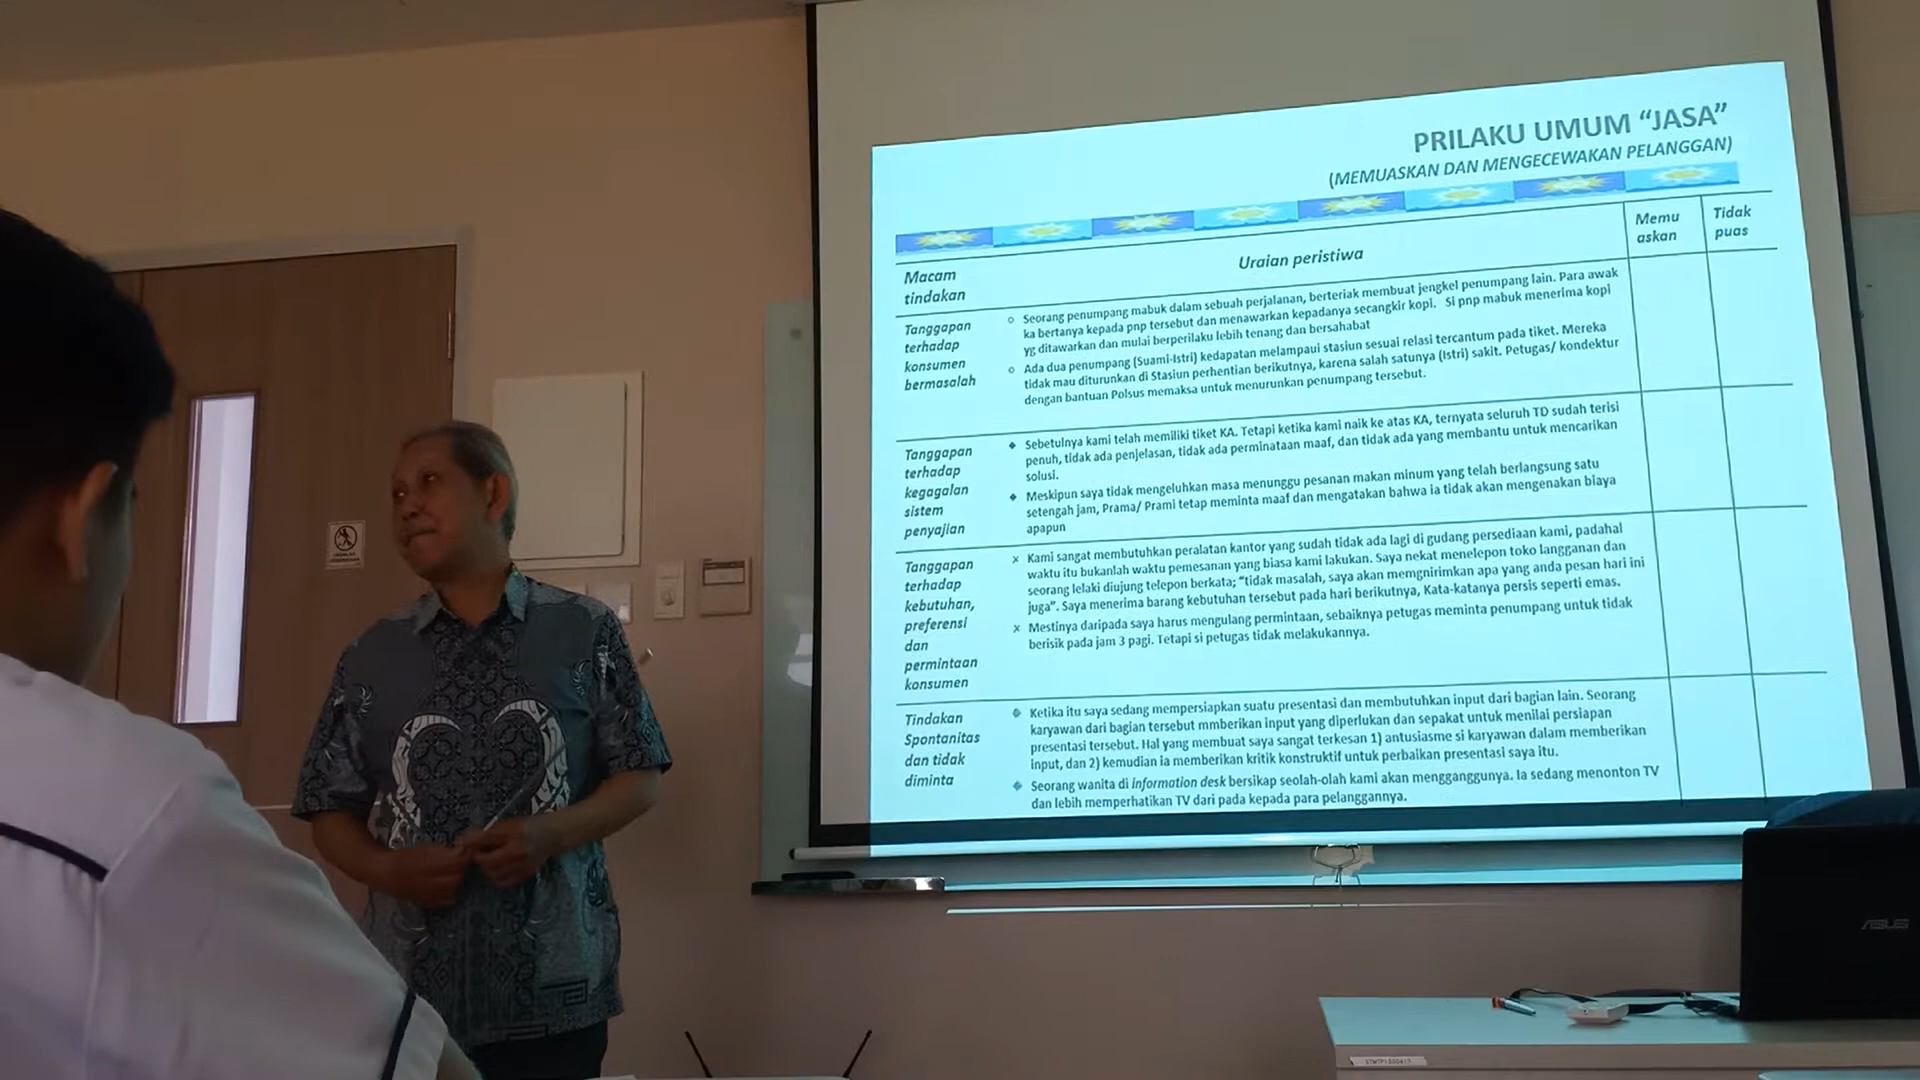 PRILAKU UMUM “JASA”
(MEMUASKAN DAN MENGECEWAKAN PELANGGAN)
Macam
tindakan
Uraian peristiwa
Memu
askan
Tidak
puas
Tanggapan
terhadap
konsumen
bermasalah
Seorang penumpang mabuk dalam sebuah perjalanan, berteriak membuat jengkel penumpang lain. Para awak
ka bertanya kepada pnp tersebut dan menawarkan kepadanya secangkir kopi. Si pnp mabuk menerima kopi
yg ditawarkan dan mulai berperilaku lebih tenang dan bersahabat
Ada dua penumpang (Suami-Istri) kedapatan melampaui stasiun sesuai relasi tercantum pada tiket. Mereka
tidak mau diturunkan di Stasiun perhentian berikutnya, karena salah satunya (Istri) sakit. Petugas/ kondektur
dengan bantuan Polsus memaksa untuk menurunkan penumpang tersebut.
Tanggapan
terhadap
kegagalan
sistem
penyajian
Sebetulnya kami telah memiliki tiket KA. Tetapi ketika kami naik ke atas KA, ternyata seluruh TD sudah terisi
penuh, tidak ada penjelasan, tidak ada perminataan maaf, dan tidak ada yang membantu untuk mencarikan
solusi.
Meskipun saya tidak mengeluhkan masa menunggu pesanan makan minum yang telah berlangsung satu
setengah jam, Prama/ Prami tetap meminta maaf dan mengatakan bahwa ia tidak akan mengenakan biaya
apapun
Tanggapan
terhadap
kebutuhan,
preferensi
dan
permintaan
konsumen
Kami sangat membutuhkan peralatan kantor yang sudah tidak ada lagi di gudang persediaan kami, padahal
waktu itu bukanlah waktu pemesanan yang biasa kami lakukan. Saya nekat menelepon toko langganan dan
seorang lelaki diujung telepon berkata; “tidak masalah, saya akan memgnirimkan apa yang anda pesan hari ini
juga”. Saya menerima barang kebutuhan tersebut pada hari berikutnya, Kata-katanya persis seperti emas.
Mestinya daripada saya harus mengulang permintaan, sebaiknya petugas meminta penumpang untuk tidak
berisik pada jam 3 pagi. Tetapi si petugas tidak melakukannya.
Tindakan
Spontanitas
dan tidak
diminta
Ketika itu saya sedang mempersiapkan suatu presentasi dan membutuhkan input dari bagian lain. Seorang
karyawan dari bagian tersebut mmberikan input yang diperlukan dan sepakat untuk menilai persiapan
presentasi tersebut. Hal yang membuat saya sangat terkesan 1) antusiasme si karyawan dalam memberikan
input, dan 2) kemudian ia memberikan kritik konstruktif untuk perbaikan presentasi saya itu.
Seorang wanita di information desk bersikap seolah-olah kami akan mengganggunya. Ia sedang menonton TV
dan lebih memperhatikan TV dari pada kepada para pelanggannya.
ASUS